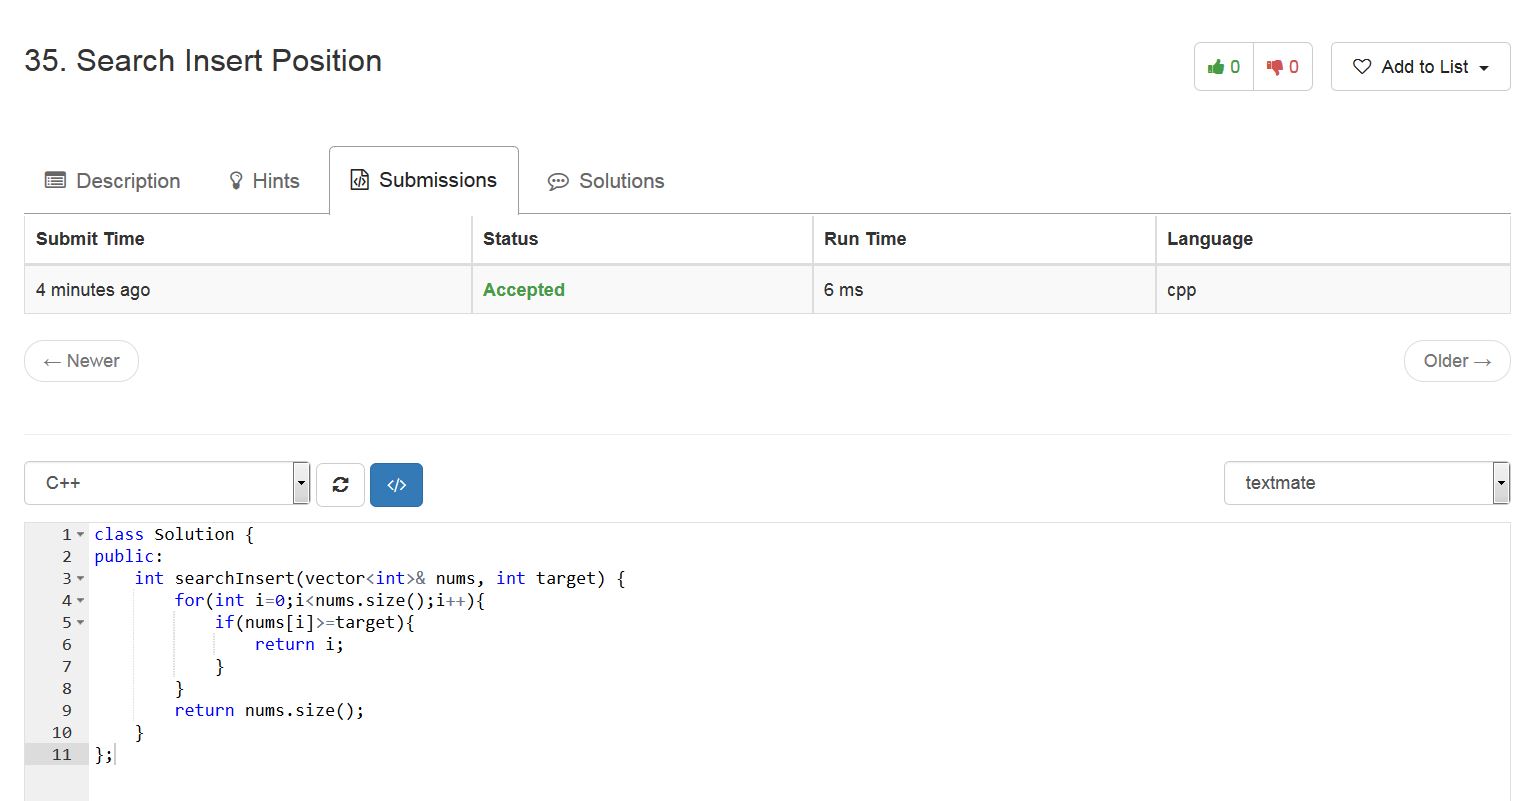 35. Search Insert Position
0 0 Add to List
Description Hints Submissions Solutions
Submit Time Status Run Time Language
4 minutes ago Accepted 6 ms cpp
← Newer Older →
C++ </> textmate
1 class Solution {
2 public:
3     int searchInsert(vector<int>& nums, int target) {
4         for(int i=0;i<nums.size();i++){
5             if(nums[i]>=target){
6                 return i;
7             }
8         }
9         return nums.size();
10     }
11 };